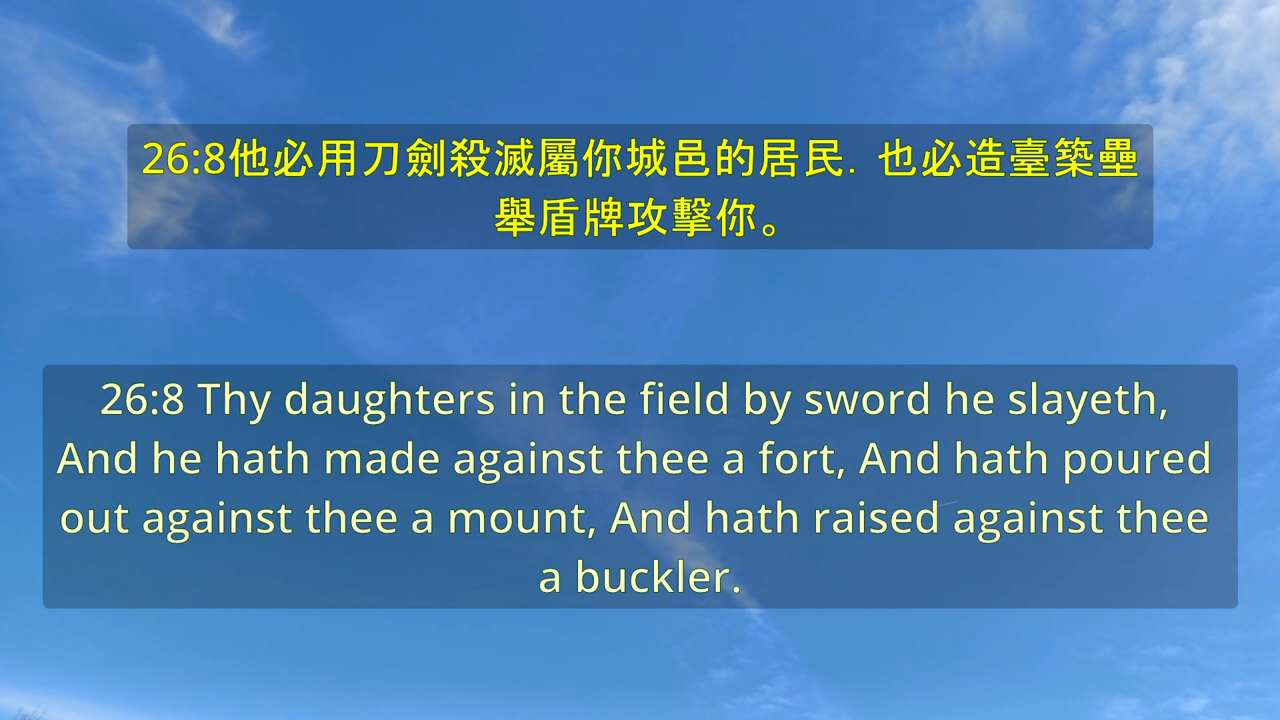 26:8他必用刀劍殺滅屬你城邑的居民．也必造臺築壘
舉盾牌攻擊你。
26:8 Thy daughters in the field by sword he slayeth,
And he hath made against thee a fort, And hath poured
out against thee a mount, And hath raised against thee
a buckler.